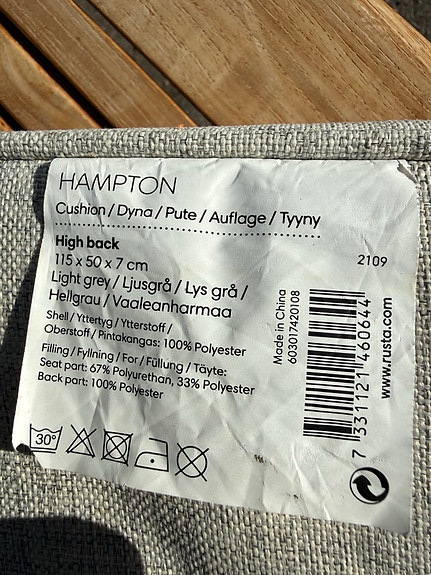 HAMPTON
Cushion / Dyna / Pute / Auflage / Tyyny
High back
115 x 50 x 7 cm
2109
Light grey / Ljusgrå / Lys grå /
Hellgrau / Vaaleanharmaa
Shell / Yttertyg / Ytterstoff /
Oberstoff / Pintakangas: 100% Polyester
Filling / Fyllning / For / Füllung / Täyte:
Seat part: 67% Polyurethan, 33% Polyester
Back part: 100% Polyester
30°
Made in China
603017420108
7 331121 460644
www.rusta.com